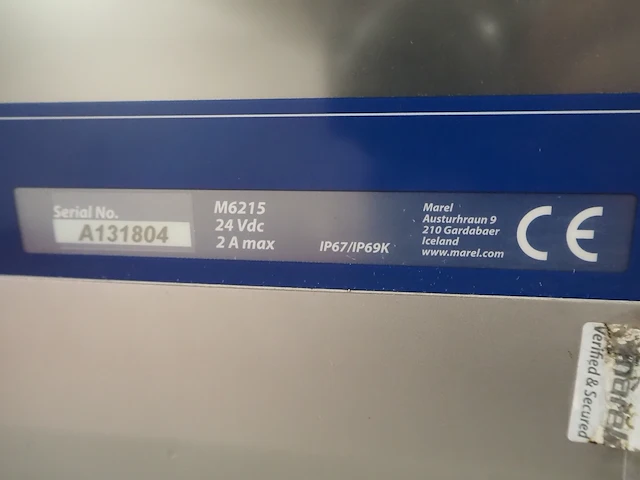 Serial No.
A131804
M6215
24 Vdc
2 A max
IP67/IP69K
Marel
Austurhraun 9
210 Gardabaer
Iceland
www.marel.com
CE
marel
Verified & Secured